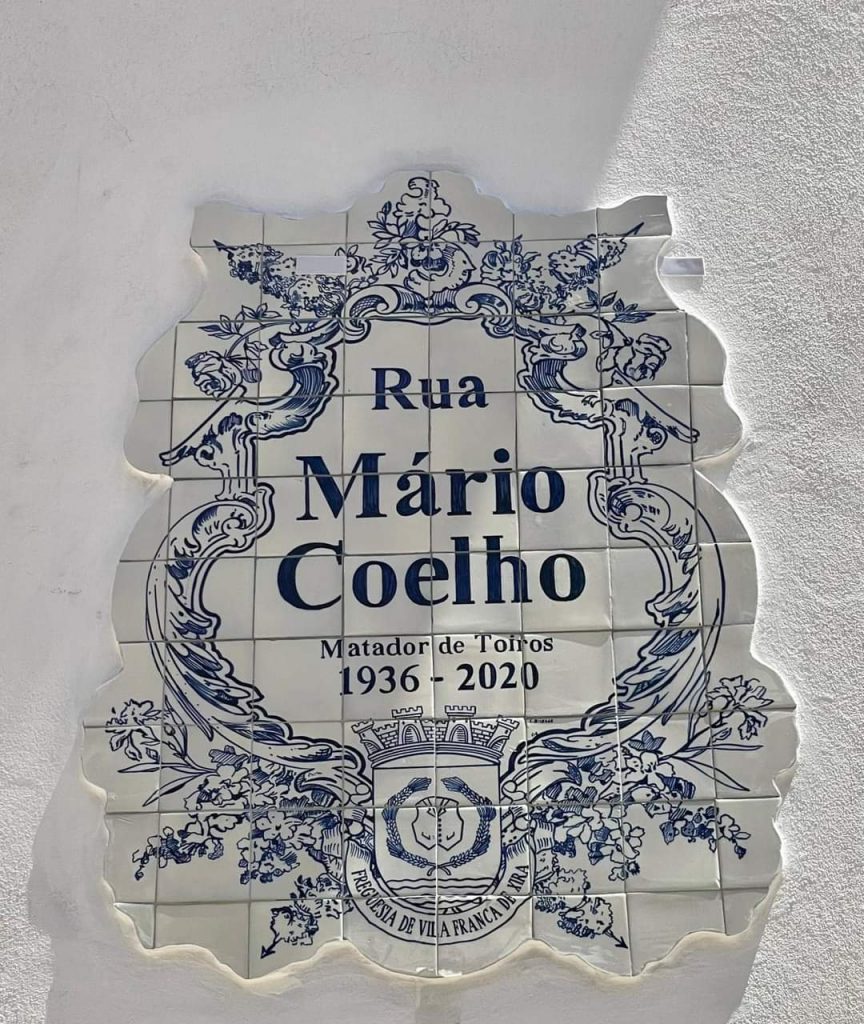 Rua
Mário
Coelho
Matador de Toiros
1936 - 2020
FREGUESIA DE VILA FRANCA DE XIRA